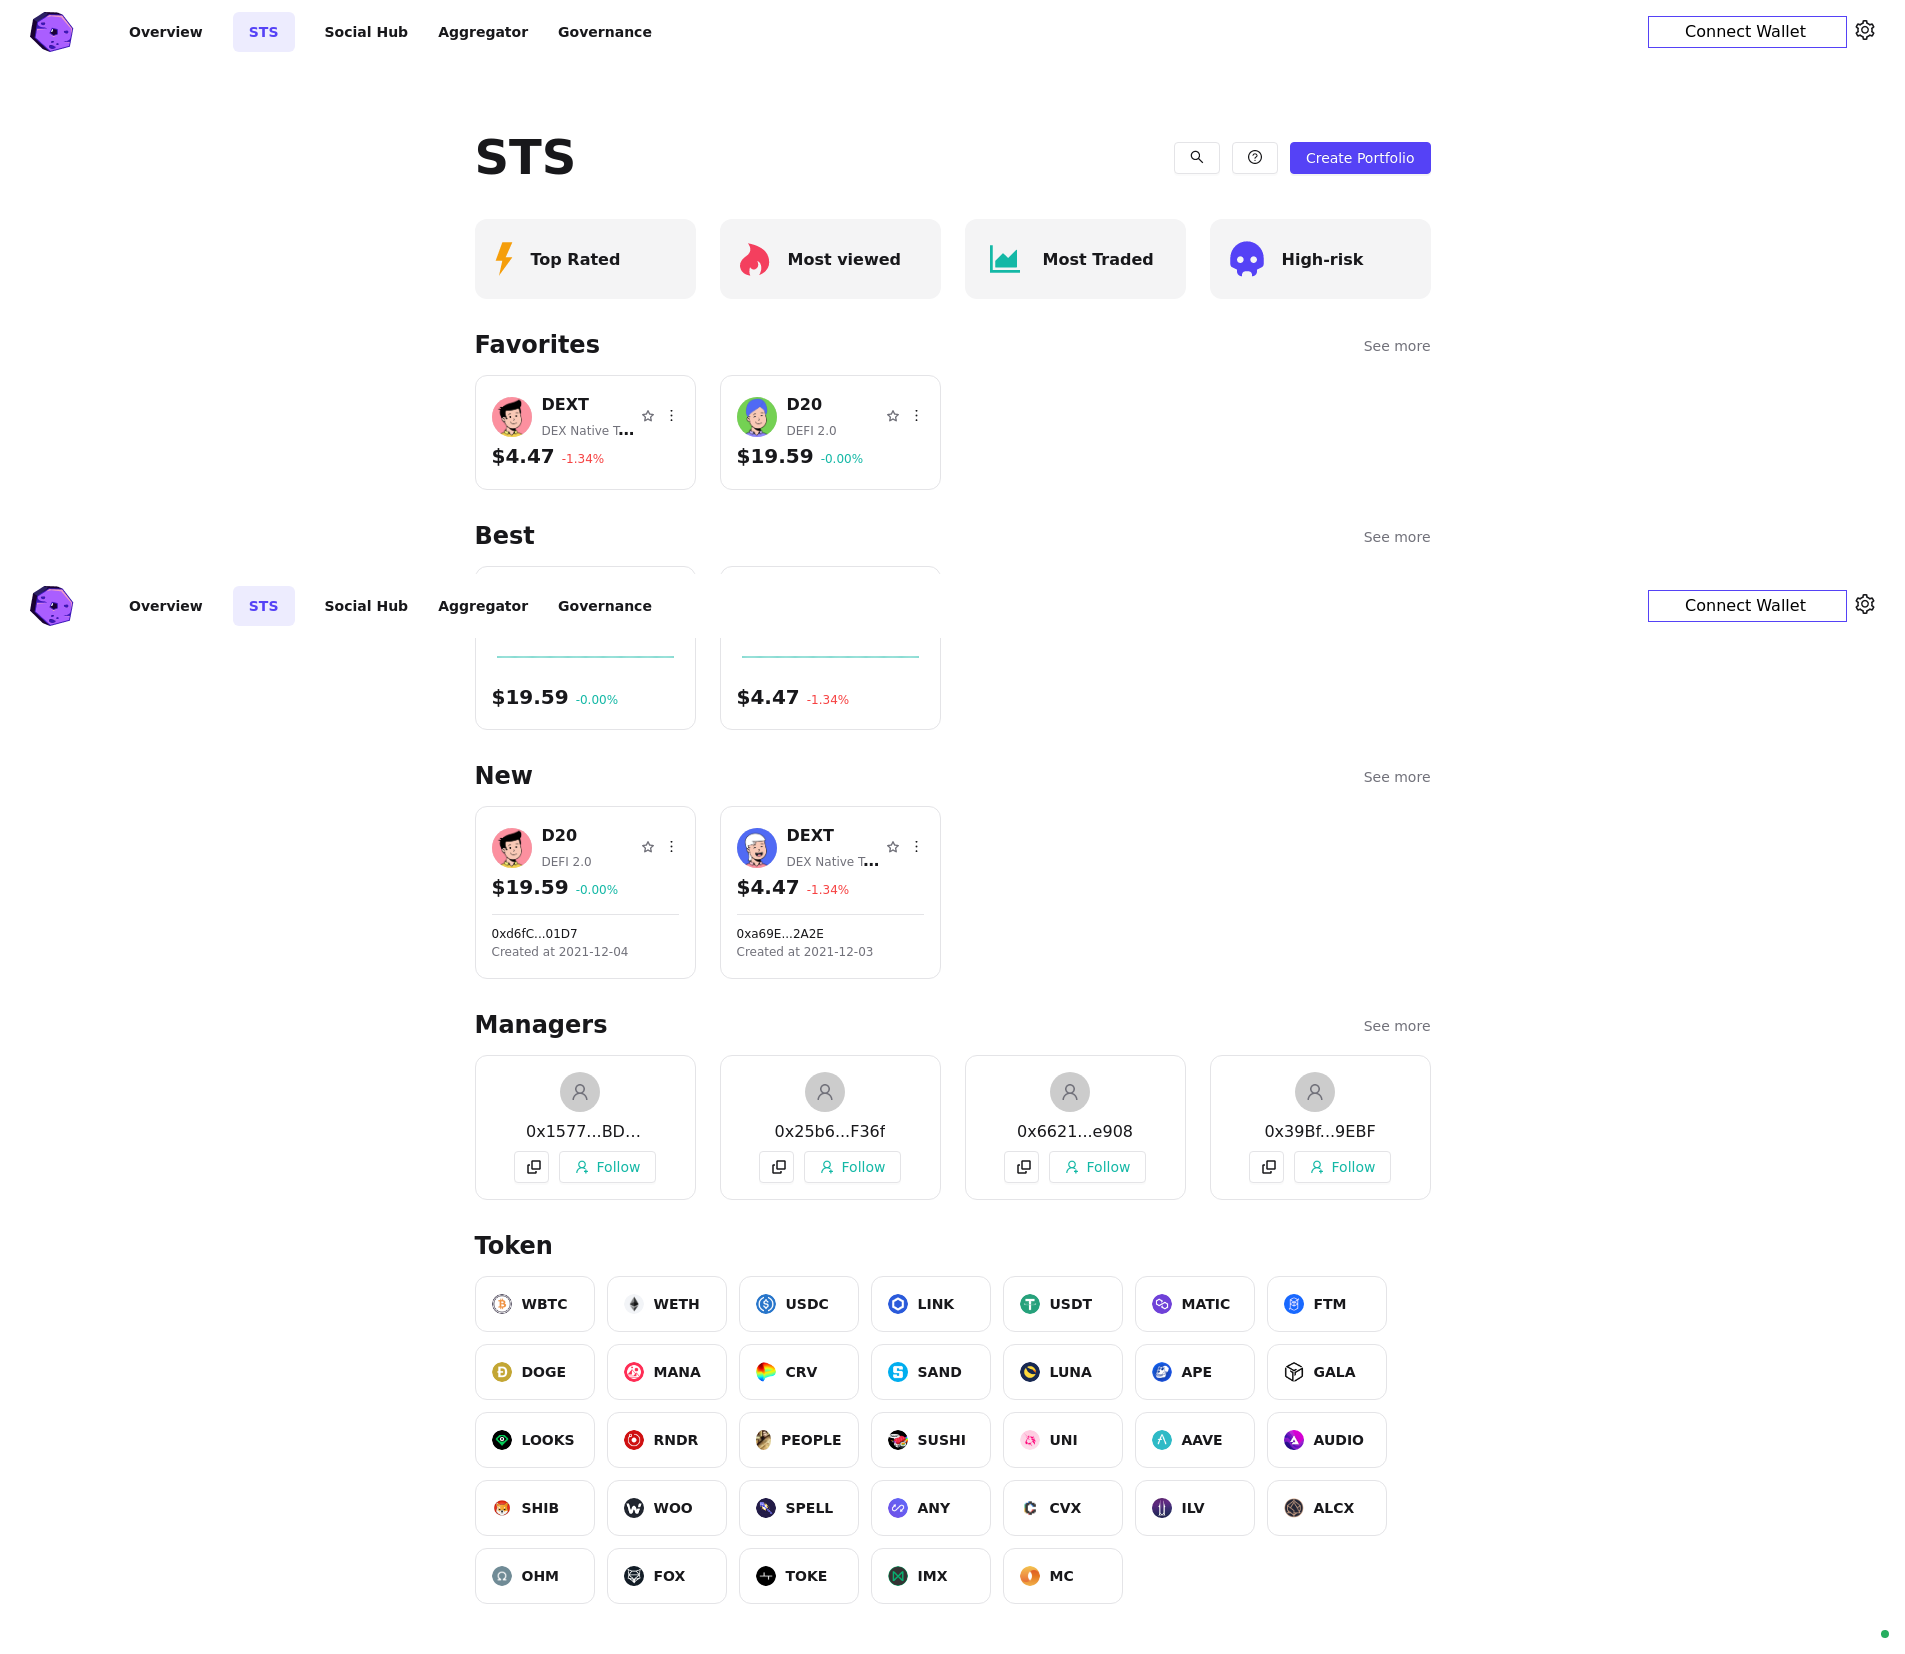 Overview STS Social Hub Aggregator Governance Connect Wallet
STS
Create Portfolio
Top Rated Most viewed Most Traded High-risk
Favorites See more
DEXT D20
DEX Native T... DEFI 2.0
$4.47 -1.34% $19.59 -0.00%
Best See more
Overview STS Social Hub Aggregator Governance Connect Wallet
$19.59 -0.00% $4.47 -1.34%
New See more
D20 DEXT
DEFI 2.0 DEX Native T...
$19.59 -0.00% $4.47 -1.34%
0xd6fC...01D7 0xa69E...2A2E
Created at 2021-12-04 Created at 2021-12-03
Managers See more
0x1577...BD... 0x25b6...F36f 0x6621...e908 0x39Bf...9EBF
Follow Follow Follow Follow
Token
WBTC WETH USDC LINK USDT MATIC FTM
DOGE MANA CRV SAND LUNA APE GALA
LOOKS RNDR PEOPLE SUSHI UNI AAVE AUDIO
SHIB WOO SPELL ANY CVX ILV ALCX
OHM FOX TOKE IMX MC